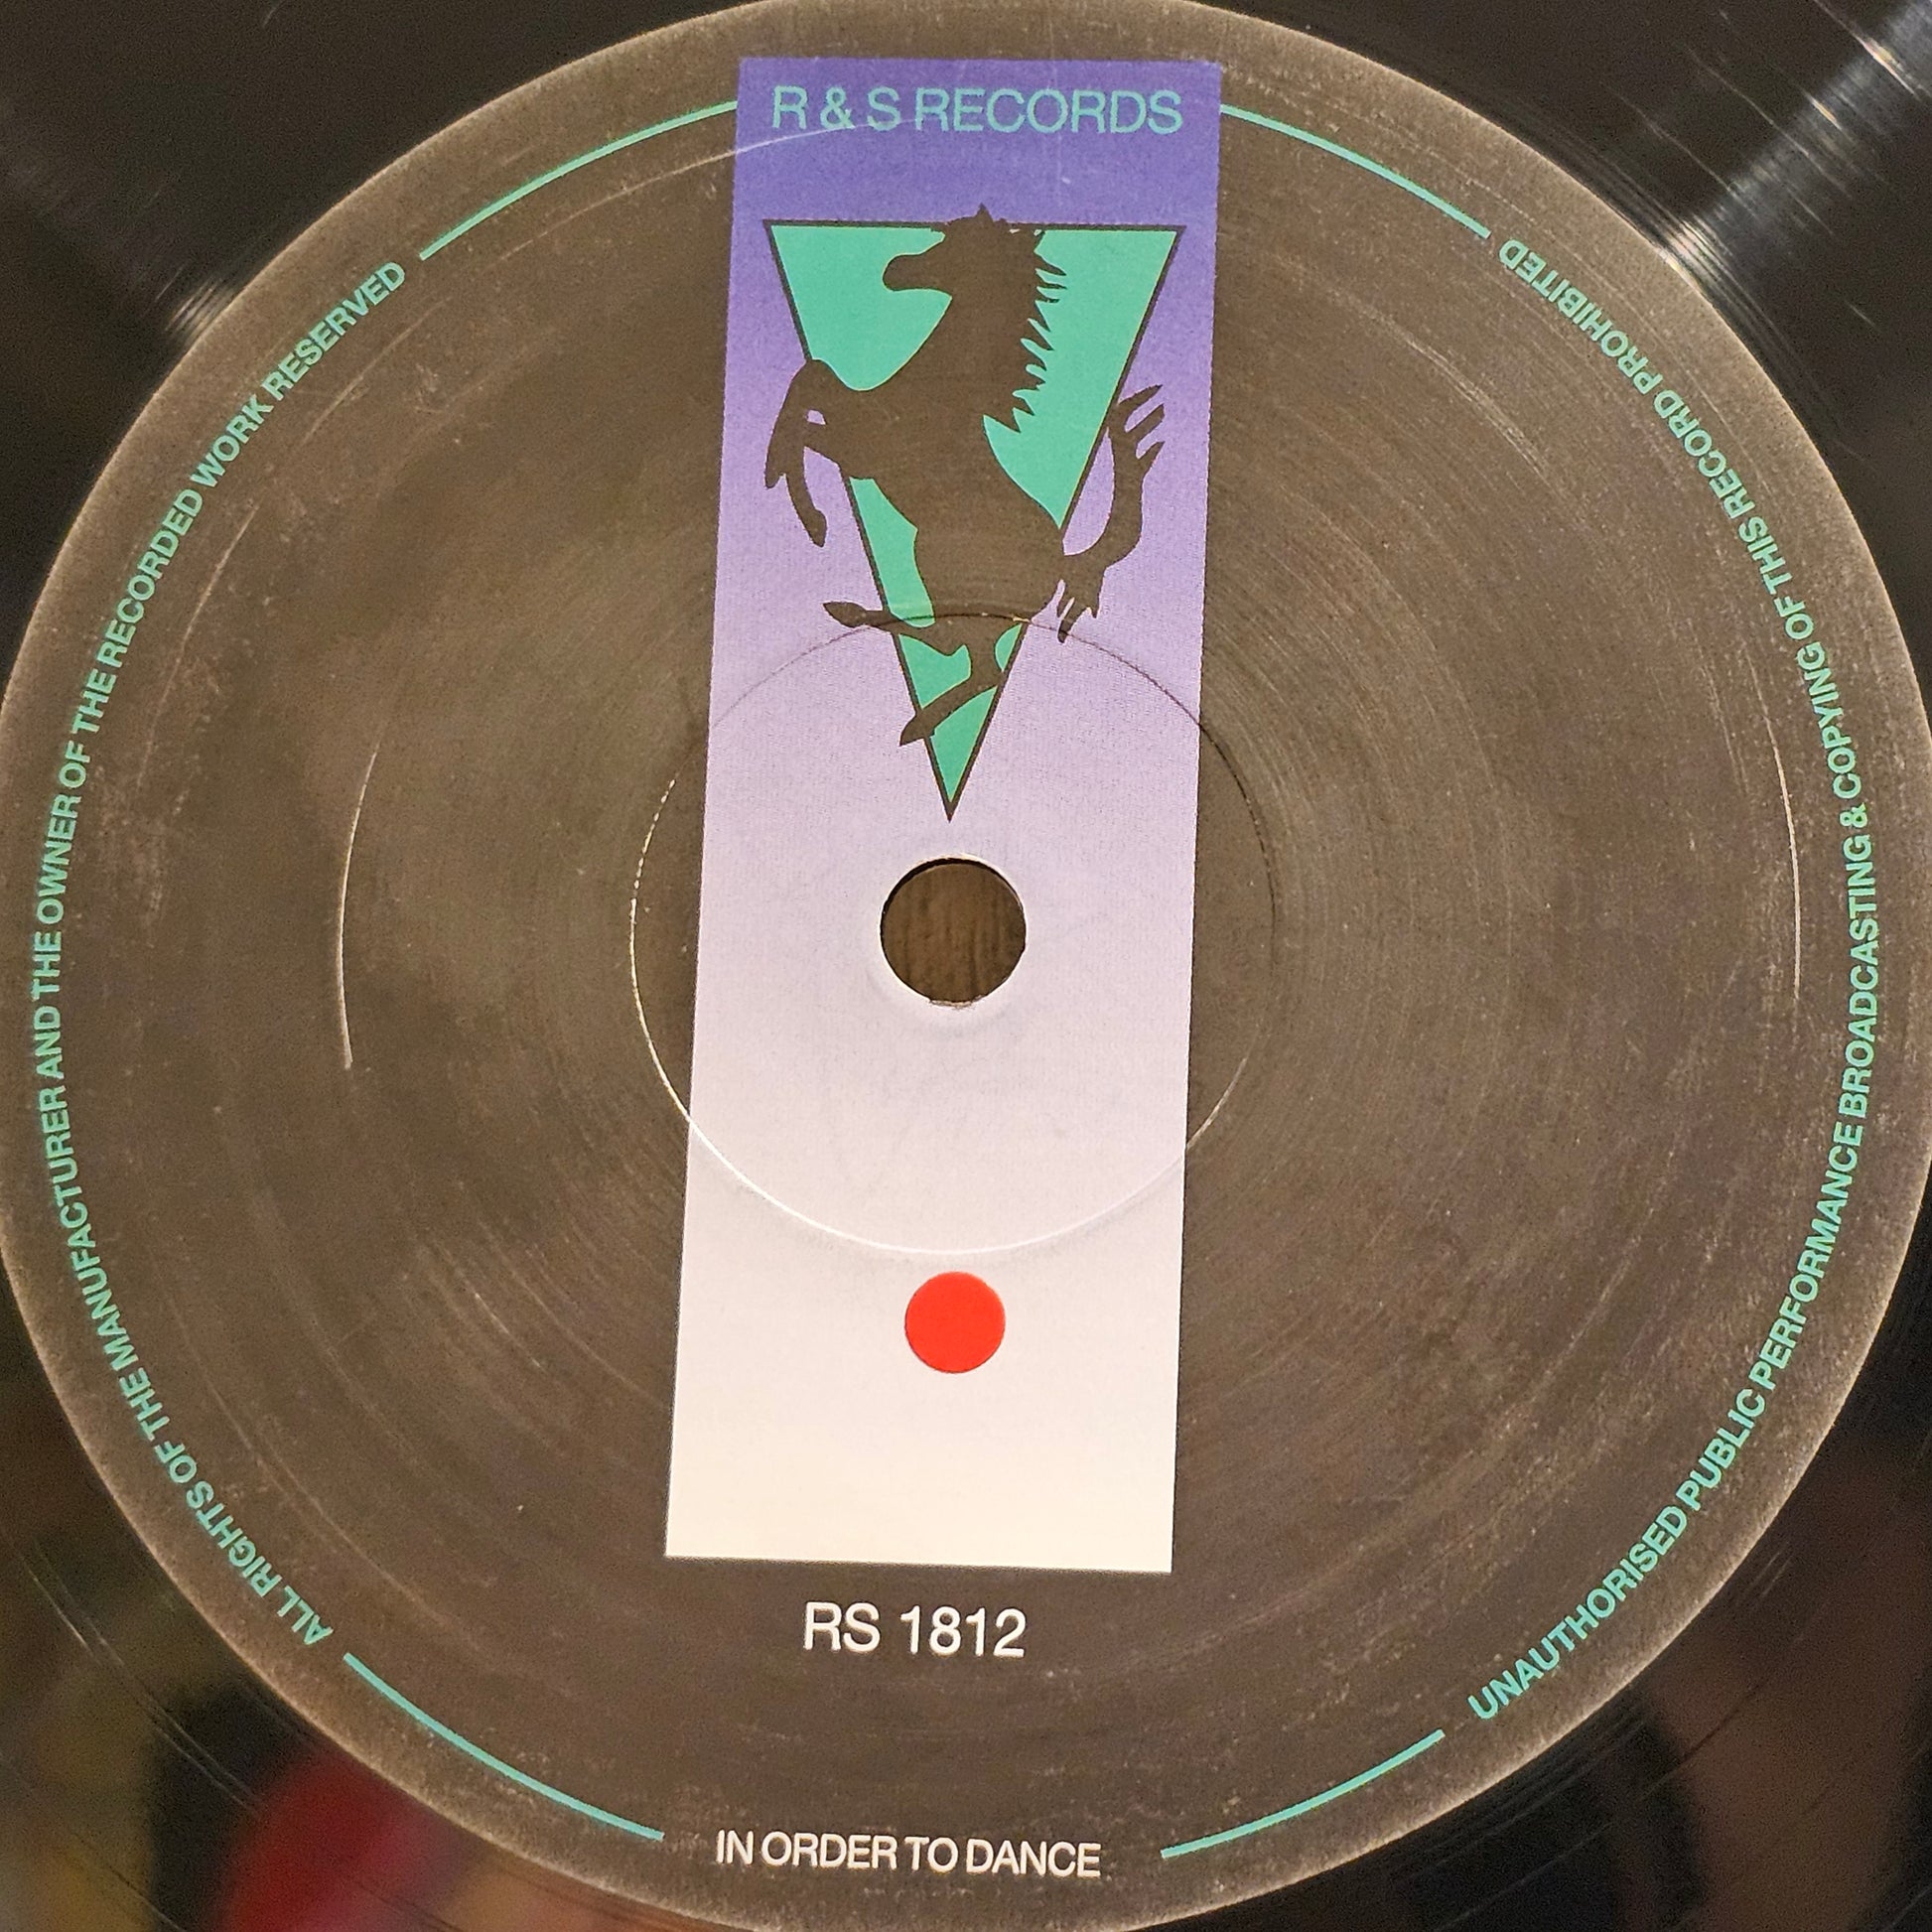 R & S RECORDS
ALL RIGHTS OF THE MANUFACTURER AND THE OWNER OF THE RECORDED WORK RESERVED
UNAUTHORISED PUBLIC PERFORMANCE BROADCASTING & COPYING OF THIS RECORD PROHIBITED
RS 1812
IN ORDER TO DANCE